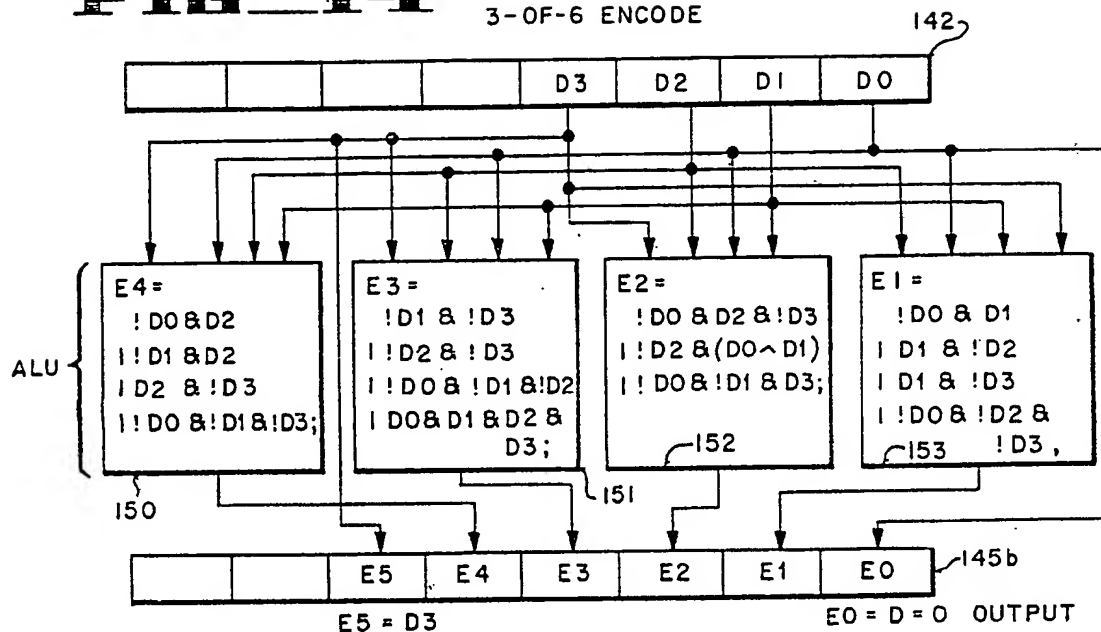 3-OF-6 ENCODE
142
D3 D2 D1 D0
E4=
!D0&D2
|!D1&D2
|D2 & !D3
|!D0&!D1&!D3;
E3=
!D1 & !D3
|!D2 & !D3
|!D0&!D1&!D2
|D0&D1&D2&
D3;
E2=
!D0&D2&!D3
|!D2&(D0^D1)
|!D0&!D1&D3;
E1=
!D0&D1
|D1&!D2
|D1&!D3
|!D0&!D2&
!D3,
ALU
150
151
152
153
E5 E4 E3 E2 E1 E0
145b
E5 = D3
E0 = D = 0 OUTPUT